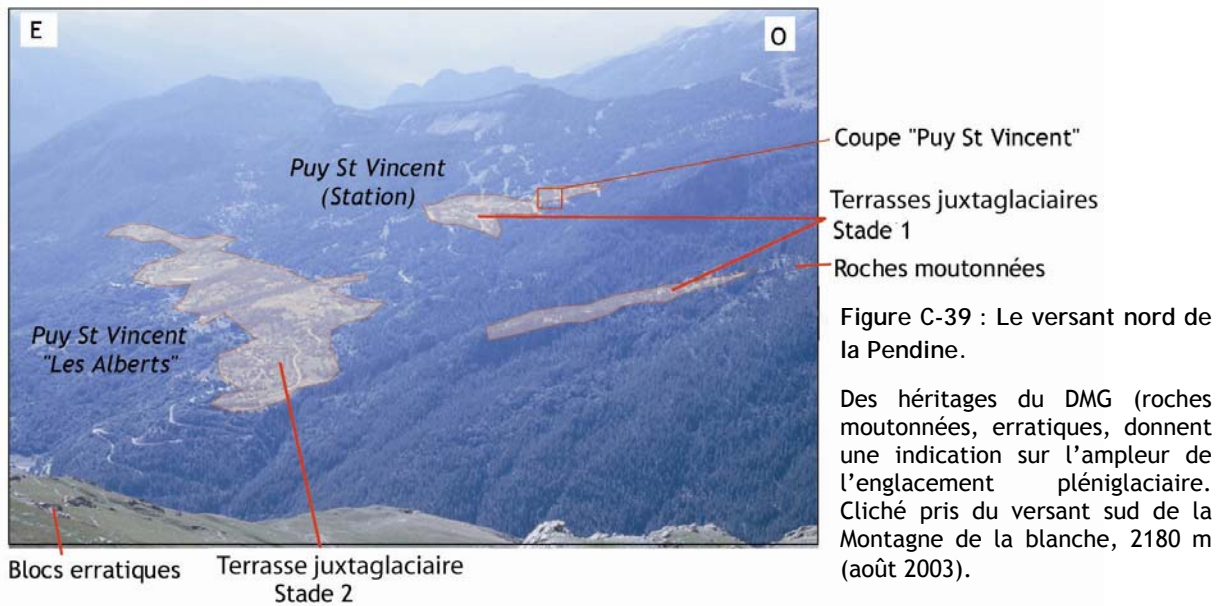 E
O
Puy St Vincent
(Station)
Puy St Vincent
"Les Alberts"
Coupe "Puy St Vincent"
Terrasses juxtaglaciaires
Stade 1
Roches moutonnées
Blocs erratiques
Terrasse juxtaglaciaire
Stade 2
Figure C-39 : Le versant nord de
la Pendine.
Des héritages du DMG (roches
moutonnées, erratiques, donnent
une indication sur l'ampleur de
l'englacement pléniglaciaire.
Cliché pris du versant sud de la
Montagne de la blanche, 2180 m
(août 2003).